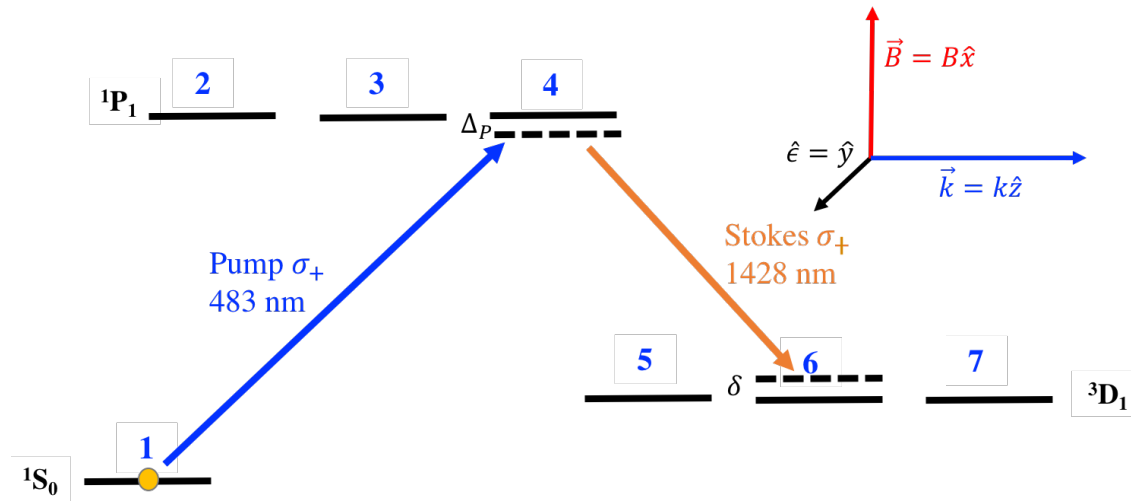 ¹P₁
2
3
4
Δ_P
B⃗ = Bx̂
ε̂ = ŷ
k⃗ = kẑ
Pump σ₊
483 nm
Stokes σ₊
1428 nm
5
6
7
δ
³D₁
1
¹S₀